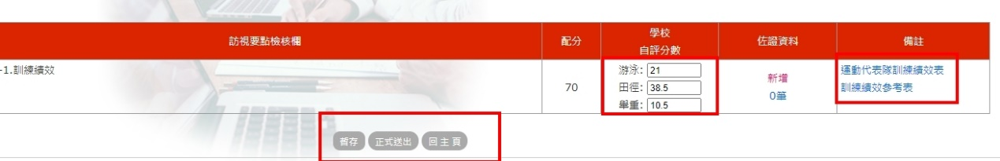 訪視要點檢核欄
配分
學校
自評分數
佐證資料
備註
-1.訓練績效
70
游泳: 21
田徑: 38.5
舉重: 10.5
新增
0筆
運動代表隊訓練績效表
訓練績效參考表
暫存 正式送出 回主頁